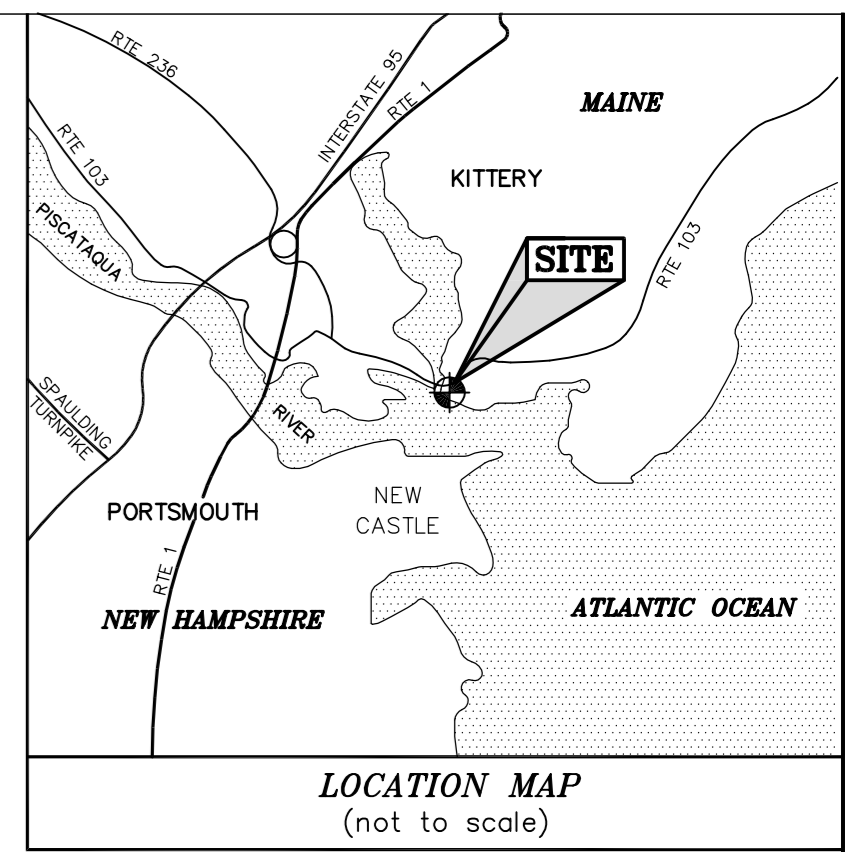 RTE 236
INTERSTATE 95
RTE 1
MAINE
RTE 103
KITTERY
PISCATAQUA
SITE
RTE 103
SPAULDING
TURNPIKE
RIVER
PORTSMOUTH
NEW
CASTLE
RTE 1
NEW HAMPSHIRE
ATLANTIC OCEAN
LOCATION MAP
(not to scale)